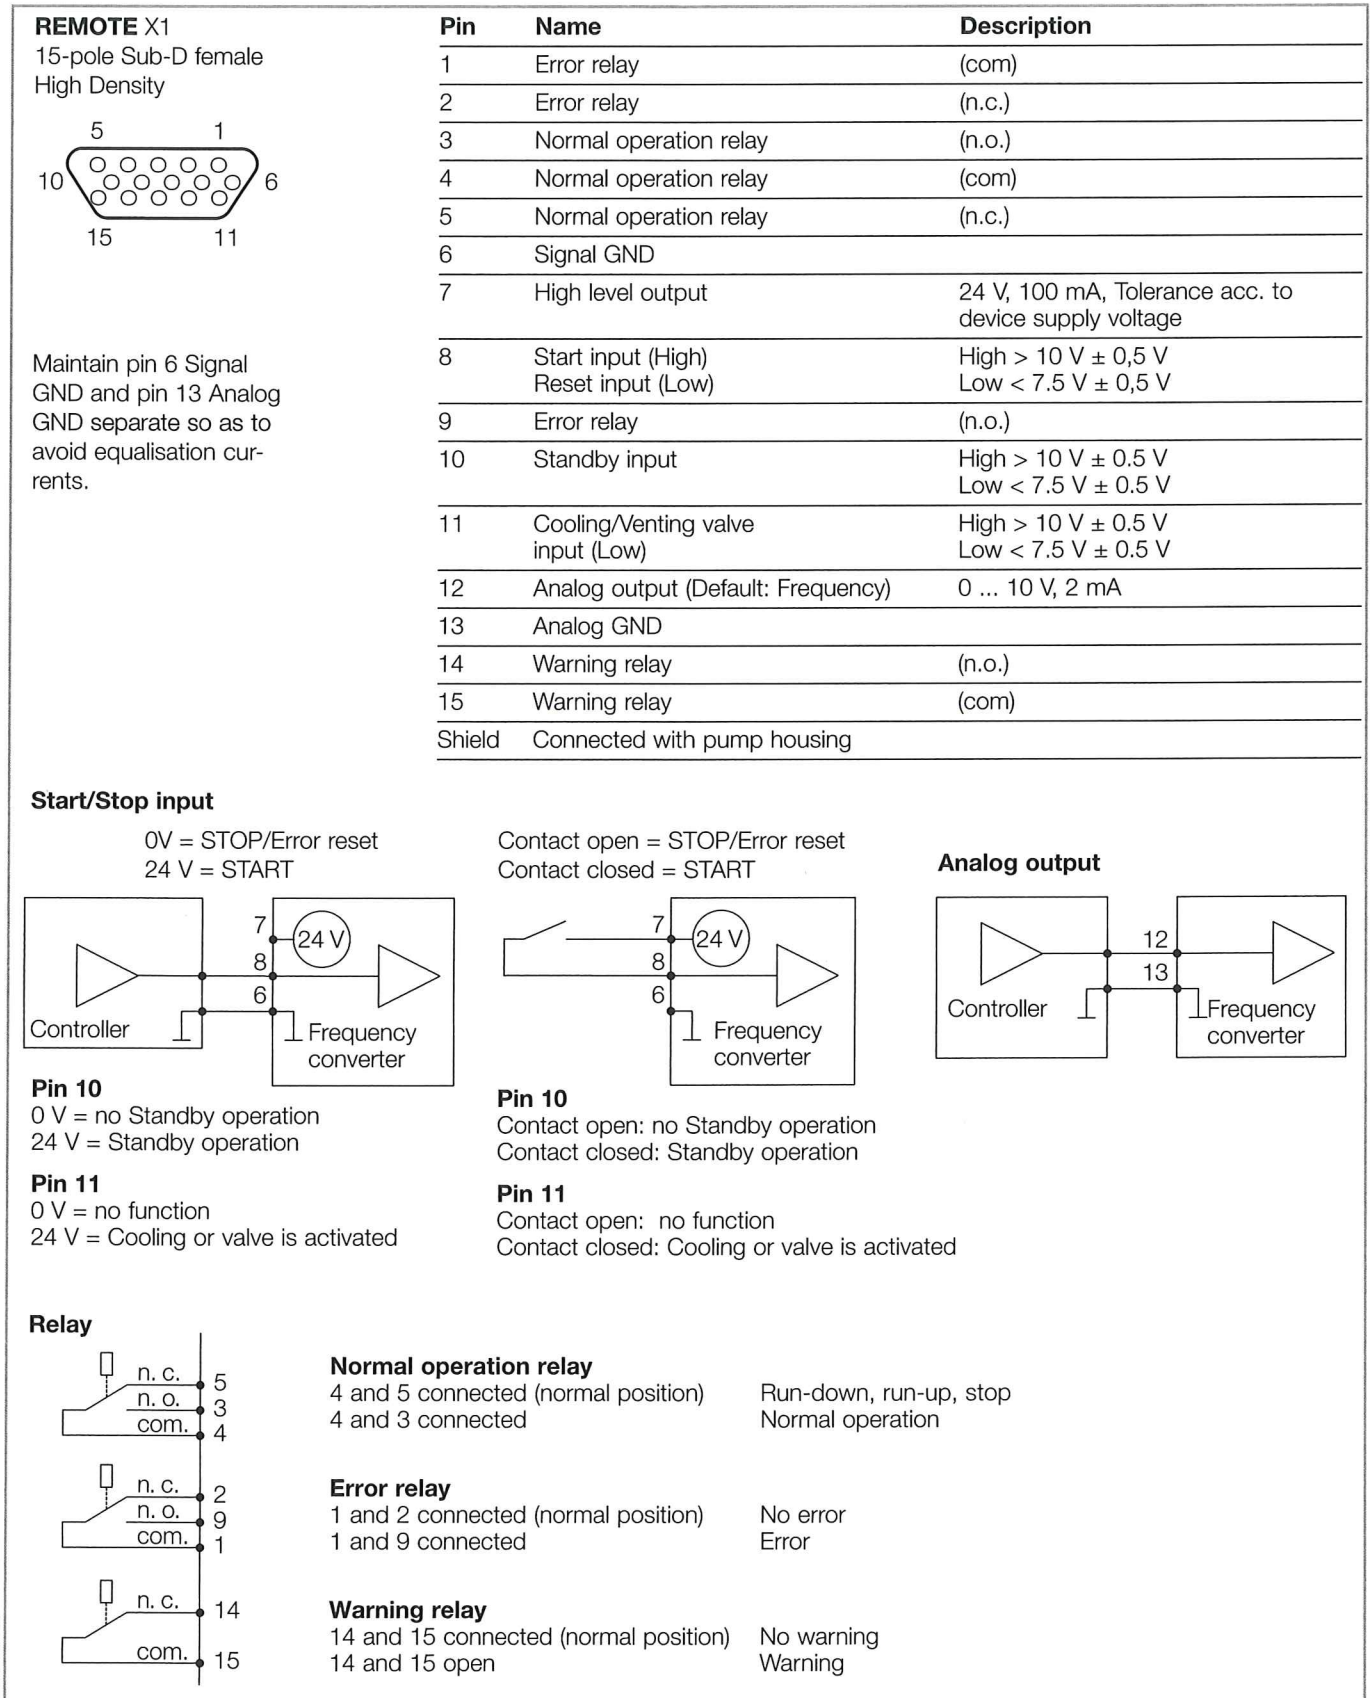 REMOTE X1
15-pole Sub-D female
High Density
5 1
10 6
15 11
Maintain pin 6 Signal
GND and pin 13 Analog
GND separate so as to
avoid equalisation cur-
rents.
Pin Name Description
1 Error relay (com)
2 Error relay (n.c.)
3 Normal operation relay (n.o.)
4 Normal operation relay (com)
5 Normal operation relay (n.c.)
6 Signal GND
7 High level output 24 V, 100 mA, Tolerance acc. to
device supply voltage
8 Start input (High) High > 10 V ± 0,5 V
Reset input (Low) Low < 7.5 V ± 0,5 V
9 Error relay (n.o.)
10 Standby input High > 10 V ± 0.5 V
Low < 7.5 V ± 0.5 V
11 Cooling/Venting valve High > 10 V ± 0.5 V
input (Low) Low < 7.5 V ± 0.5 V
12 Analog output (Default: Frequency) 0 ... 10 V, 2 mA
13 Analog GND
14 Warning relay (n.o.)
15 Warning relay (com)
Shield Connected with pump housing
Start/Stop input
0V = STOP/Error reset
24 V = START
7 24 V
8
6
Controller
Frequency
converter
Pin 10
0 V = no Standby operation
24 V = Standby operation
Pin 11
0 V = no function
24 V = Cooling or valve is activated
Contact open = STOP/Error reset
Contact closed = START
7 24 V
8
6
Frequency
converter
Pin 10
Contact open: no Standby operation
Contact closed: Standby operation
Pin 11
Contact open: no function
Contact closed: Cooling or valve is activated
Analog output
12
13
Controller
Frequency
converter
Relay
n. c. 5
n. o. 3
com. 4
Normal operation relay
4 and 5 connected (normal position) Run-down, run-up, stop
4 and 3 connected Normal operation
n. c. 2
n. o. 9
com. 1
Error relay
1 and 2 connected (normal position) No error
1 and 9 connected Error
n. c. 14
com. 15
Warning relay
14 and 15 connected (normal position) No warning
14 and 15 open Warning